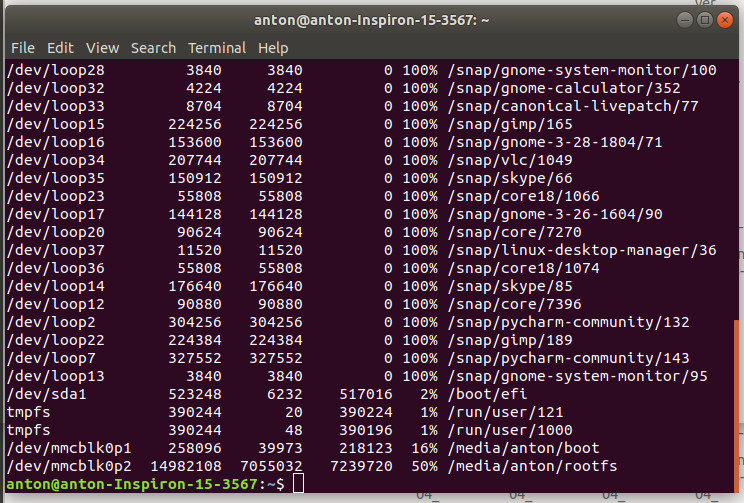 ver
anton@anton-Inspiron-15-3567: ~
File Edit View Search Terminal Help
/dev/loop28 3840 3840 0 100% /snap/gnome-system-monitor/100
/dev/loop32 4224 4224 0 100% /snap/gnome-calculator/352
/dev/loop33 8704 8704 0 100% /snap/canonical-livepatch/77
/dev/loop15 224256 224256 0 100% /snap/gimp/165
/dev/loop16 153600 153600 0 100% /snap/gnome-3-28-1804/71
/dev/loop34 207744 207744 0 100% /snap/vlc/1049
/dev/loop35 150912 150912 0 100% /snap/skype/66
/dev/loop23 55808 55808 0 100% /snap/core18/1066
/dev/loop17 144128 144128 0 100% /snap/gnome-3-26-1604/90
/dev/loop20 90624 90624 0 100% /snap/core/7270
/dev/loop37 11520 11520 0 100% /snap/linux-desktop-manager/36
/dev/loop36 55808 55808 0 100% /snap/core18/1074
/dev/loop14 176640 176640 0 100% /snap/skype/85
/dev/loop12 90880 90880 0 100% /snap/core/7396
/dev/loop2 304256 304256 0 100% /snap/pycharm-community/132
/dev/loop22 224384 224384 0 100% /snap/gimp/189
/dev/loop7 327552 327552 0 100% /snap/pycharm-community/143
/dev/loop13 3840 3840 0 100% /snap/gnome-system-monitor/95
/dev/sda1 523248 6232 517016 2% /boot/efi
tmpfs 390244 20 390224 1% /run/user/121
tmpfs 390244 48 390196 1% /run/user/1000
/dev/mmcblk0p1 258096 39973 218123 16% /media/anton/boot
/dev/mmcblk0p2 14982108 7055032 7239720 50% /media/anton/rootfs
anton@anton-Inspiron-15-3567:~$